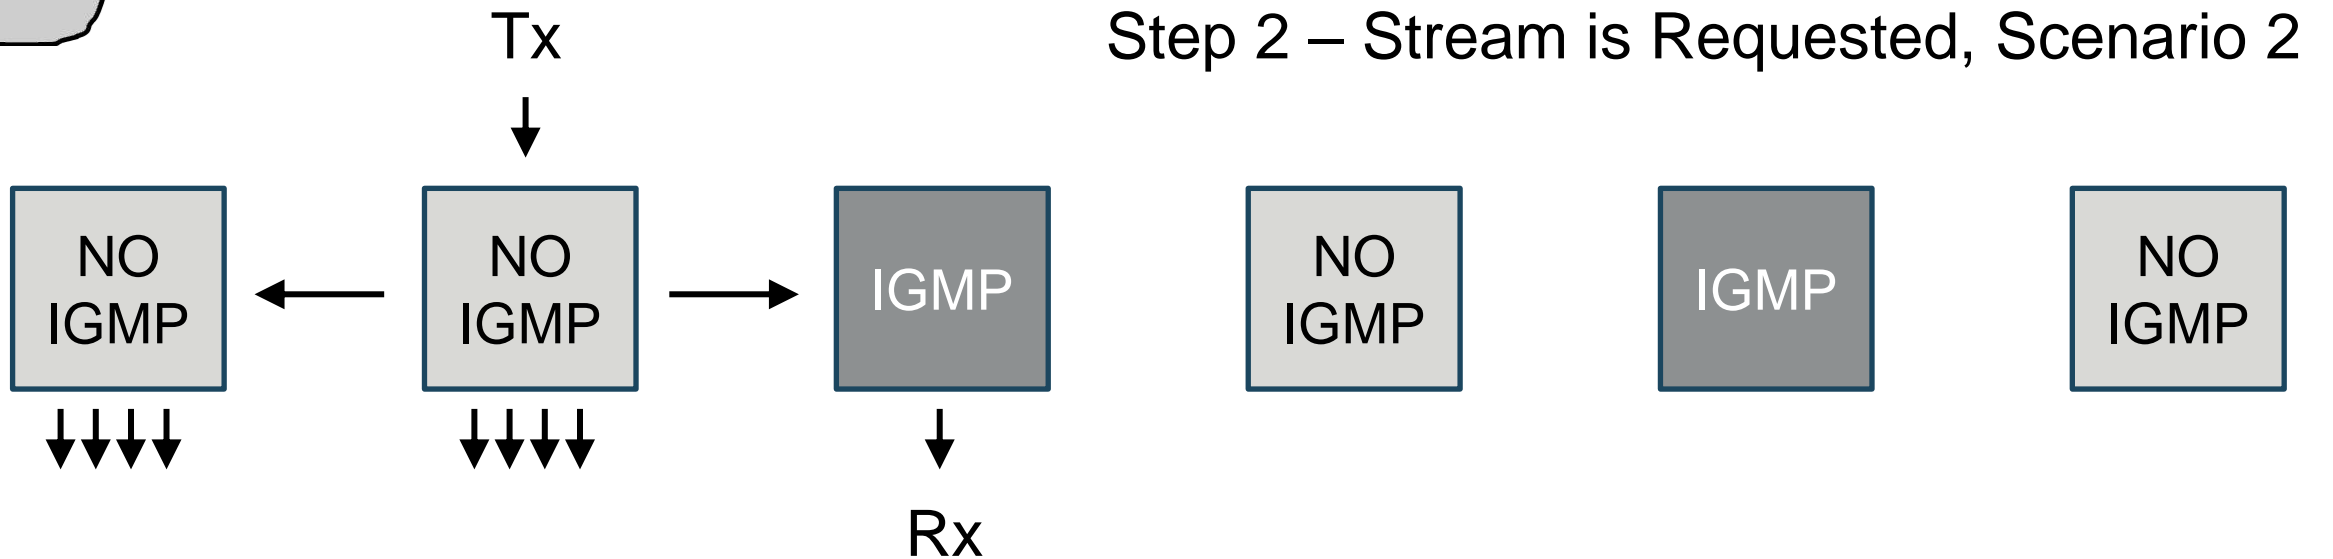 Tx
Step 2 – Stream is Requested, Scenario 2
NO
IGMP
NO
IGMP
IGMP
NO
IGMP
IGMP
NO
IGMP
Rx